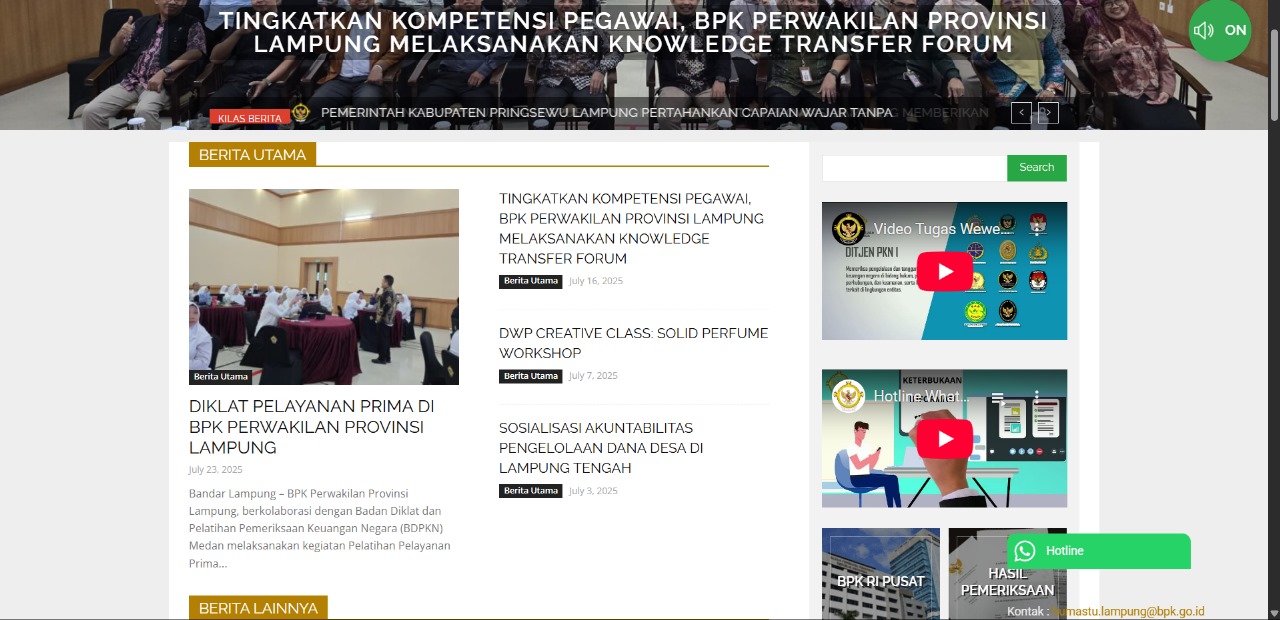 TINGKATKAN KOMPETENSI PEGAWAI, BPK PERWAKILAN PROVINSI
LAMPUNG MELAKSANAKAN KNOWLEDGE TRANSFER FORUM
ON
KILAS BERITA
PEMERINTAH KABUPATEN PRINGSEWU LAMPUNG PERTAHANKAN CAPAIAN WAJAR TANPA
MEMBERIKAN
BERITA UTAMA
Berita Utama
DIKLAT PELAYANAN PRIMA DI
BPK PERWAKILAN PROVINSI
LAMPUNG
July 23, 2025
Bandar Lampung – BPK Perwakilan Provinsi
Lampung, berkolaborasi dengan Badan Diklat dan
Pelatihan Pemeriksaan Keuangan Negara (BDPKN)
Medan melaksanakan kegiatan Pelatihan Pelayanan
Prima...
TINGKATKAN KOMPETENSI PEGAWAI,
BPK PERWAKILAN PROVINSI LAMPUNG
MELAKSANAKAN KNOWLEDGE
TRANSFER FORUM
Berita Utama July 16, 2025
DWP CREATIVE CLASS: SOLID PERFUME
WORKSHOP
Berita Utama July 7, 2025
SOSIALISASI AKUNTABILITAS
PENGELOLAAN DANA DESA DI
LAMPUNG TENGAH
Berita Utama July 3, 2025
BERITA LAINNYA
Search
Video Tugas Wewe...
DITJEN PKN I
KETERBUKAAN
Hotline What...
BPK RI PUSAT
HASIL
PEMERIKSAAN
Hotline
Kontak : humastu.lampung@bpk.go.id